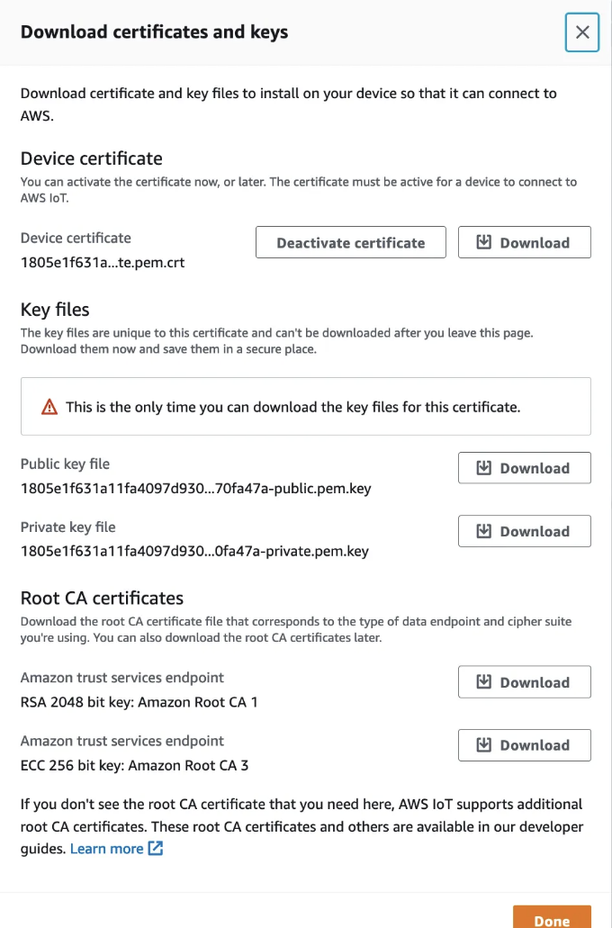 Download certificates and keys
Download certificate and key files to install on your device so that it can connect to
AWS.
Device certificate
You can activate the certificate now, or later. The certificate must be active for a device to connect to
AWS IoT.
Device certificate
1805e1f631a...te.pem.crt
Deactivate certificate
Download
Key files
The key files are unique to this certificate and can't be downloaded after you leave this page.
Download them now and save them in a secure place.
This is the only time you can download the key files for this certificate.
Public key file
1805e1f631a11fa4097d930...70fa47a-public.pem.key
Download
Private key file
1805e1f631a11fa4097d930...0fa47a-private.pem.key
Download
Root CA certificates
Download the root CA certificate file that corresponds to the type of data endpoint and cipher suite
you're using. You can also download the root CA certificates later.
Amazon trust services endpoint
RSA 2048 bit key: Amazon Root CA 1
Download
Amazon trust services endpoint
ECC 256 bit key: Amazon Root CA 3
Download
If you don't see the root CA certificate that you need here, AWS IoT supports additional
root CA certificates. These root CA certificates and others are available in our developer
guides. Learn more
Done